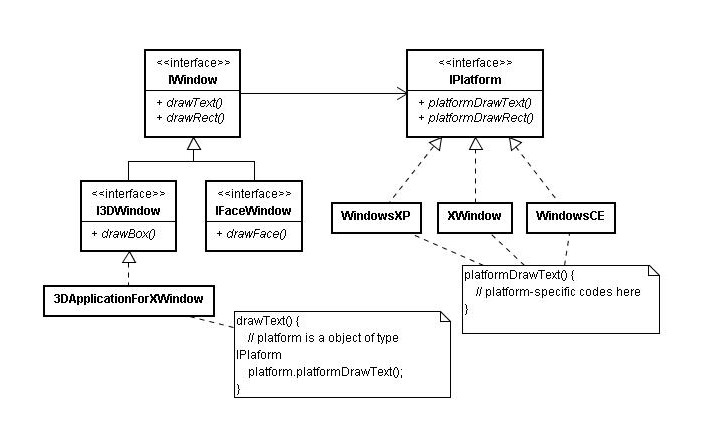 <<interface>>
IWindow
+ drawText()
+ drawRect()
<<interface>>
IPlatform
+ platformDrawText()
+ platformDrawRect()
<<interface>>
I3DWindow
+ drawBox()
<<interface>>
IFaceWindow
+ drawFace()
WindowsXP
XWindow
WindowsCE
platformDrawText() {
// platform-specific codes here
}
3DApplicationForXWindow
drawText() {
// platform is a object of type
IPlaform
platform.platformDrawText();
}